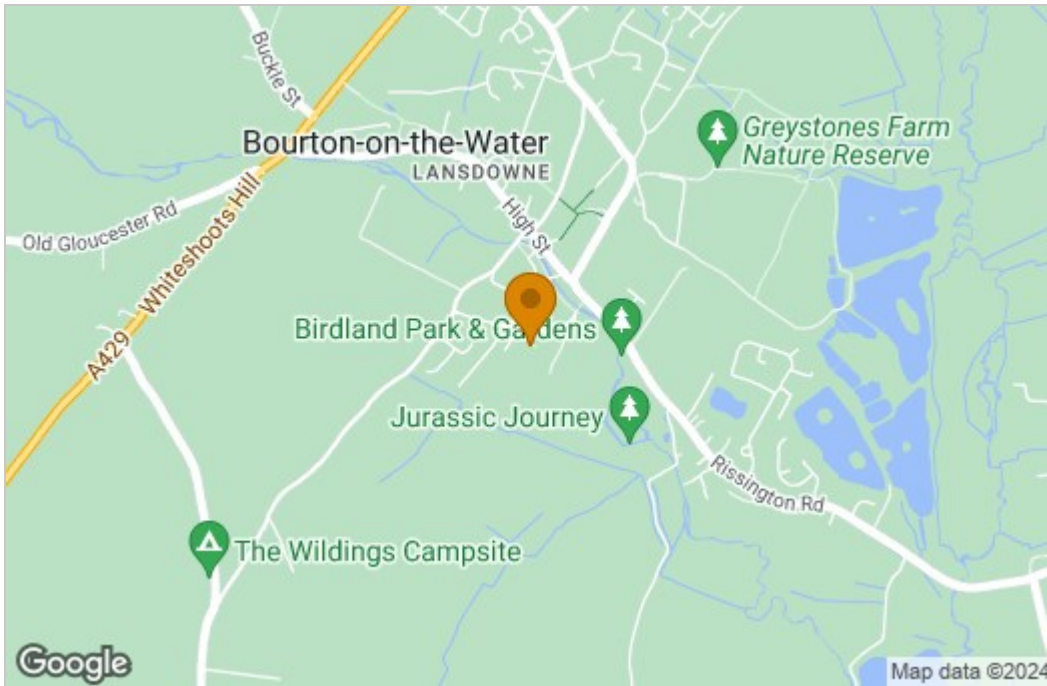 Buckle St
Bourton-on-the-Water
LANSDOWNE
Greystones Farm
Nature Reserve
Old Gloucester Rd
Whiteshoots Hill
A429
High St
Birdland Park & Gardens
Jurassic Journey
Rissington Rd
The Wildings Campsite
Google
Map data ©2024